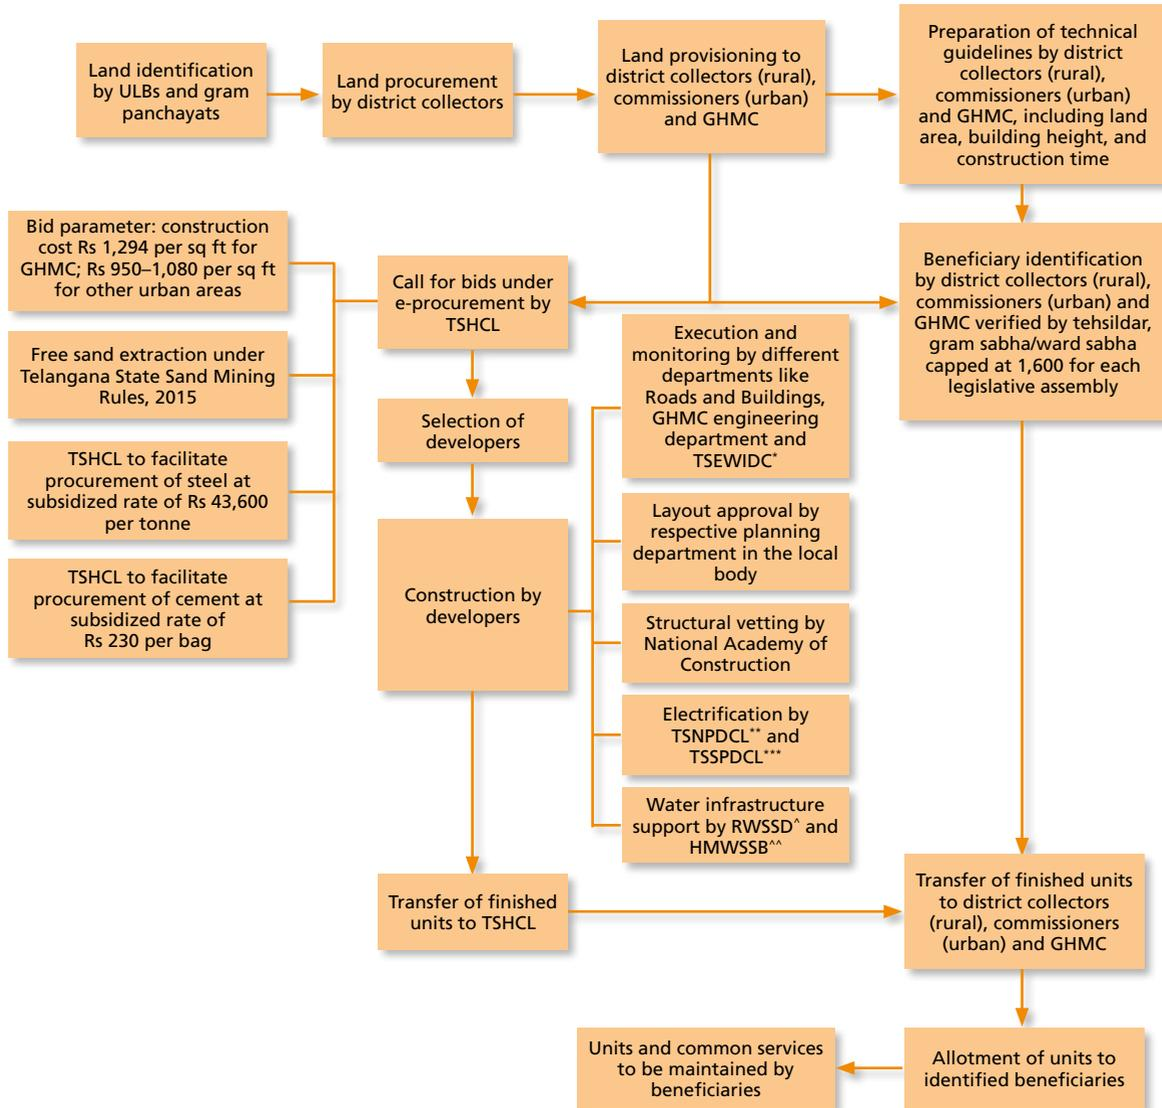 Land identification
by ULBs and gram
panchayats
Land procurement
by district collectors
Land provisioning to
district collectors (rural),
commissioners (urban)
and GHMC
Preparation of technical
guidelines by district
collectors (rural),
commissioners (urban)
and GHMC, including land
area, building height, and
construction time
Bid parameter: construction
cost Rs 1,294 per sq ft for
GHMC; Rs 950–1,080 per sq ft
for other urban areas
Free sand extraction under
Telangana State Sand Mining
Rules, 2015
TSHCL to facilitate
procurement of steel at
subsidized rate of Rs 43,600
per tonne
TSHCL to facilitate
procurement of cement at
subsidized rate of
Rs 230 per bag
Call for bids under
e-procurement by
TSHCL
Selection of
developers
Construction by
developers
Execution and
monitoring by different
departments like
Roads and Buildings,
GHMC engineering
department and
TSEWIDC*
Layout approval by
respective planning
department in the local
body
Structural vetting by
National Academy of
Construction
Electrification by
TSNPDCL** and
TSSPDCL***
Water infrastructure
support by RWSSD^ and
HMWSSB^^
Beneficiary identification
by district collectors (rural),
commissioners (urban) and
GHMC verified by tehsildar,
gram sabha/ward sabha
capped at 1,600 for each
legislative assembly
Transfer of finished
units to TSHCL
Transfer of finished units
to district collectors
(rural), commissioners
(urban) and GHMC
Units and common services
to be maintained by
beneficiaries
Allotment of units to
identified beneficiaries